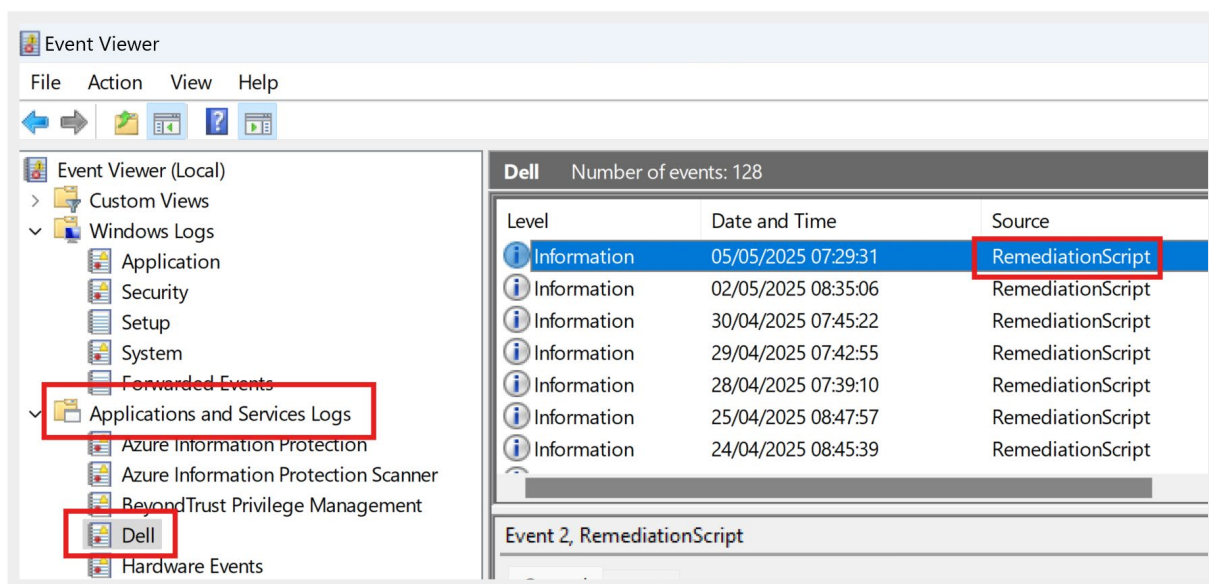 Event Viewer
File Action View Help
Event Viewer (Local)
Custom Views
Windows Logs
Application
Security
Setup
System
Forwarded Events
Applications and Services Logs
Azure Information Protection
Azure Information Protection Scanner
BeyondTrust Privilege Management
Dell
Hardware Events
Dell Number of events: 128
Level Date and Time Source
Information 05/05/2025 07:29:31 RemediationScript
Information 02/05/2025 08:35:06 RemediationScript
Information 30/04/2025 07:45:22 RemediationScript
Information 29/04/2025 07:42:55 RemediationScript
Information 28/04/2025 07:39:10 RemediationScript
Information 25/04/2025 08:47:57 RemediationScript
Information 24/04/2025 08:45:39 RemediationScript
Event 2, RemediationScript